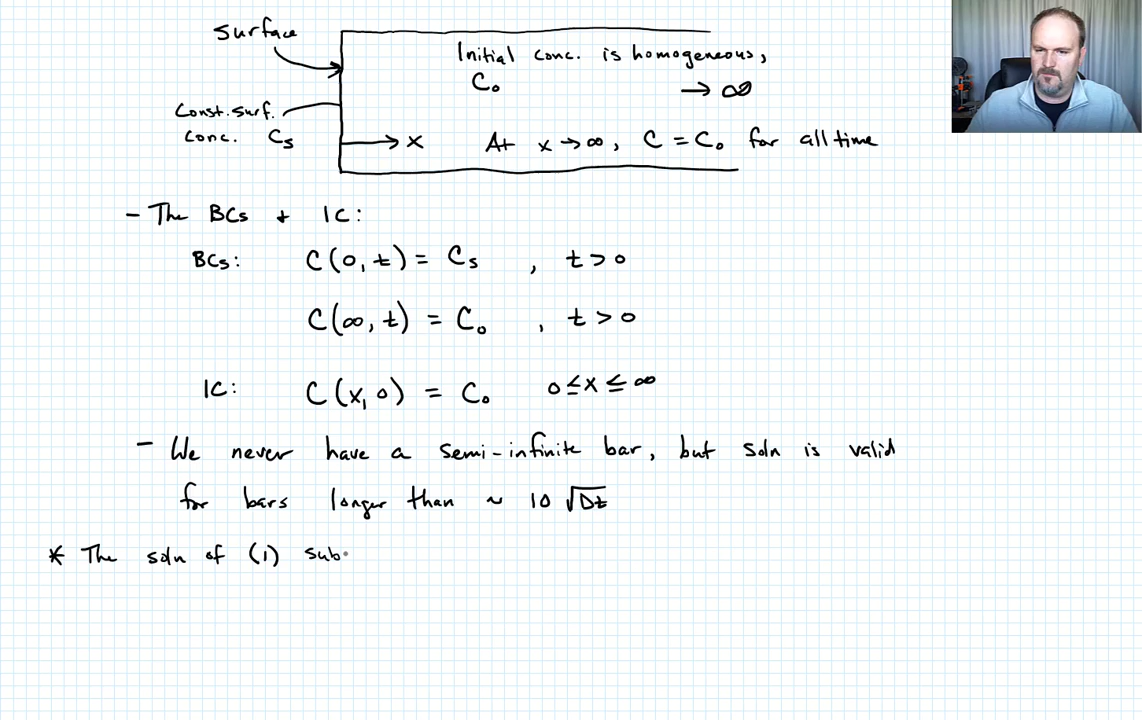 Surface
Initial conc. is homogeneous,
C₀ → ∞
Const. surf.
conc. Cₛ
→ x At x → ∞, C = C₀ for all time
- The BCs + IC:
BCs: C(0, t) = Cₛ , t > 0
C(∞, t) = C₀ , t > 0
IC: C(x, 0) = C₀ 0 ≤ x ≤ ∞
- We never have a semi-infinite bar, but soln is valid
for bars longer than ~ 10 √Dt
* The soln of (1) sub